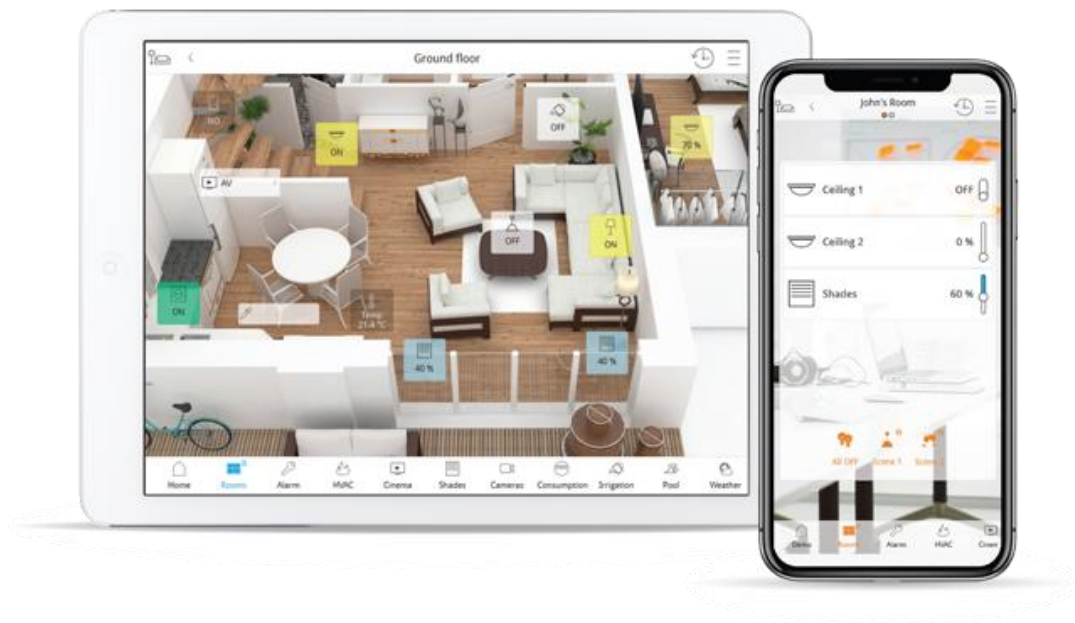 Ground floor
NO
ON
OFF
70 %
AV
OFF
ON
ON
Temp
21.4 °C
40 %
40 %
Home
Rooms
Alarm
HVAC
Cinema
Shades
Cameras
Consumption
Irrigation
Pool
Weather
John's Room
Ceiling 1
OFF
Ceiling 2
0 %
Shades
60 %
All OFF
Scene 1
Scene
Demo
Rooms
Alarm
HVAC
Cinem